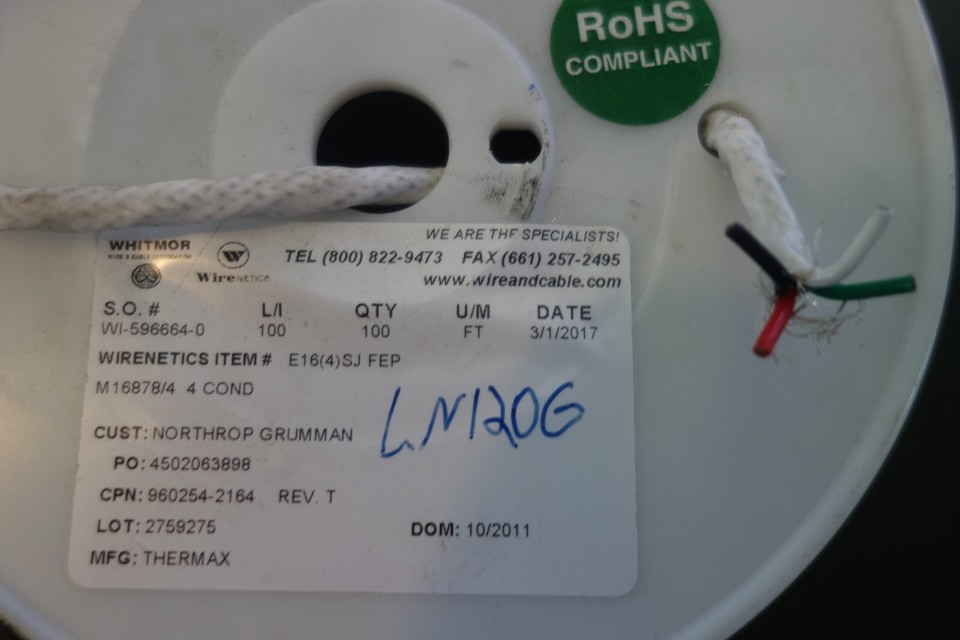 RoHS
COMPLIANT
WE ARE THE SPECIALISTS!
WHITMOR
WIRE & CABLE CORPORATION
WIRENETICS
TEL (800) 822-9473 FAX (661) 257-2495
www.wireandcable.com
S.O. # L/I QTY U/M DATE
WI-596664-0 100 100 FT 3/1/2017
WIRENETICS ITEM # E16(4)SJ FEP
M16878/4 4 COND
LN120G
CUST: NORTHROP GRUMMAN
PO: 4502063898
CPN: 960254-2164 REV. T
LOT: 2759275 DOM: 10/2011
MFG: THERMAX